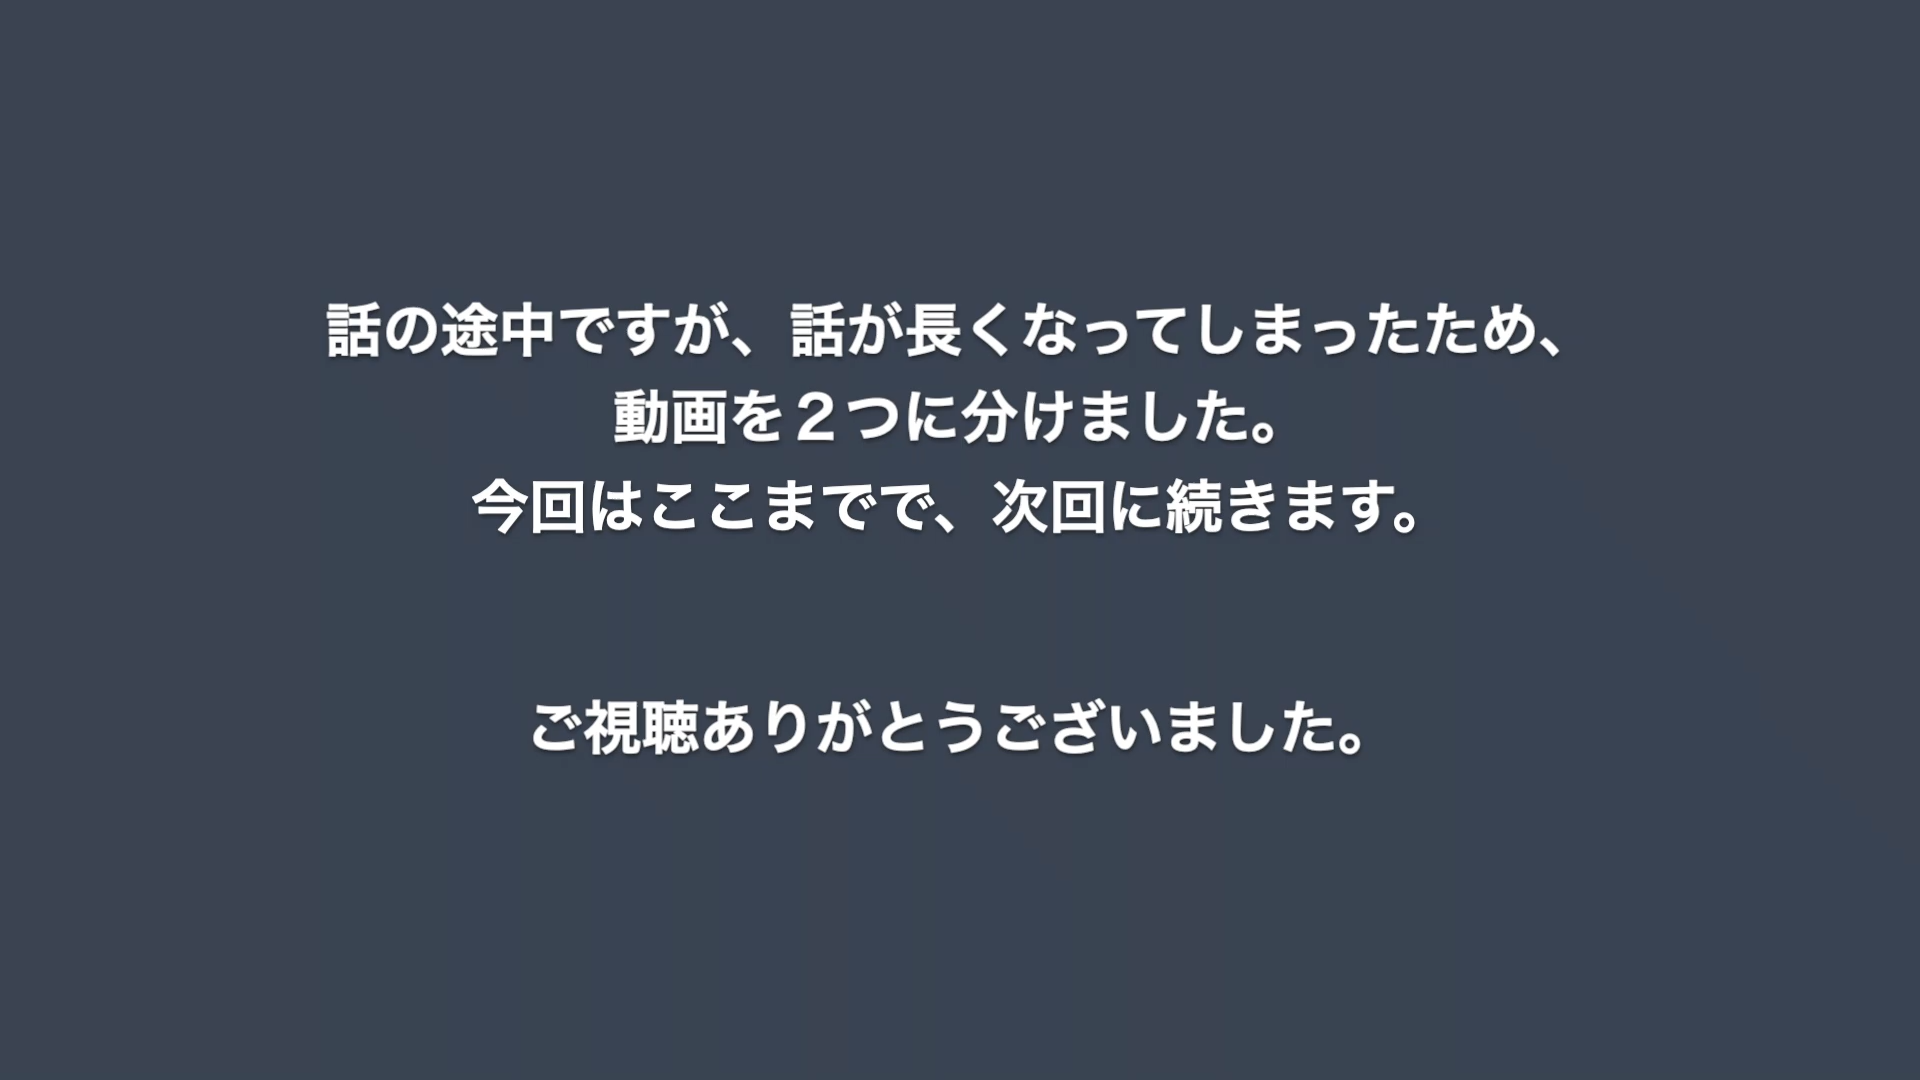 話の途中ですが、話が長くなってしまったため、
動画を２つに分けました。
今回はここまでで、次回に続きます。
ご視聴ありがとうございました。